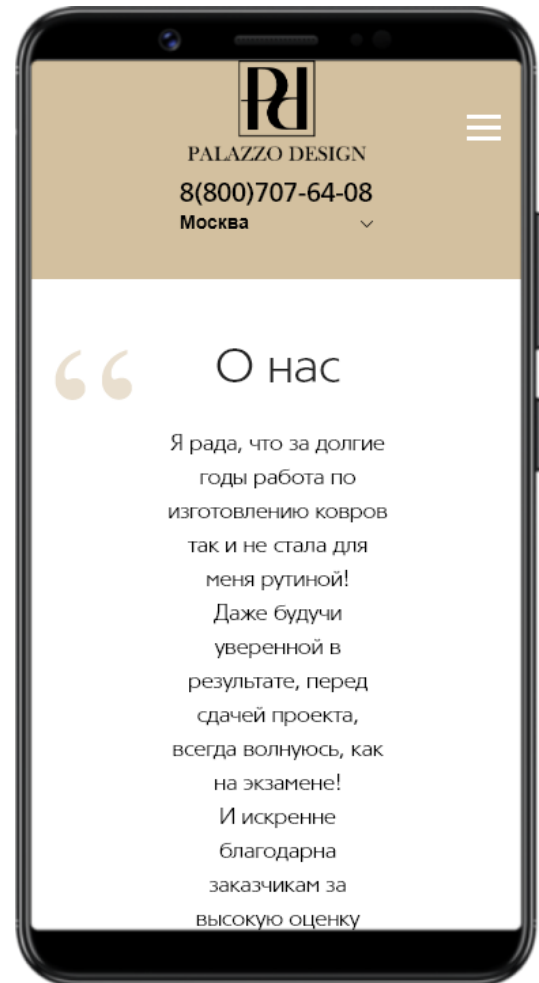 PD
PALAZZO DESIGN
8(800)707-64-08
Москва
О нас
Я рада, что за долгие
годы работа по
изготовлению ковров
так и не стала для
меня рутиной!
Даже будучи
уверенной в
результате, перед
сдачей проекта,
всегда волнуюсь, как
на экзамене!
И искренне
благодарна
заказчикам за
высокую оценку